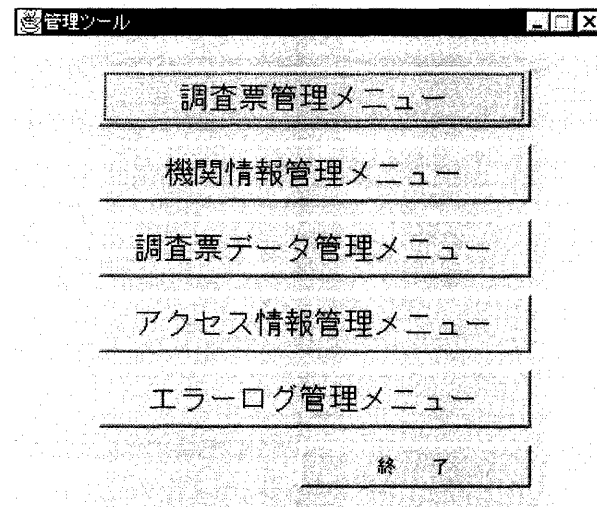 管理ツール
調査票管理メニュー
機関情報管理メニュー
調査票データ管理メニュー
アクセス情報管理メニュー
エラーログ管理メニュー
終 了